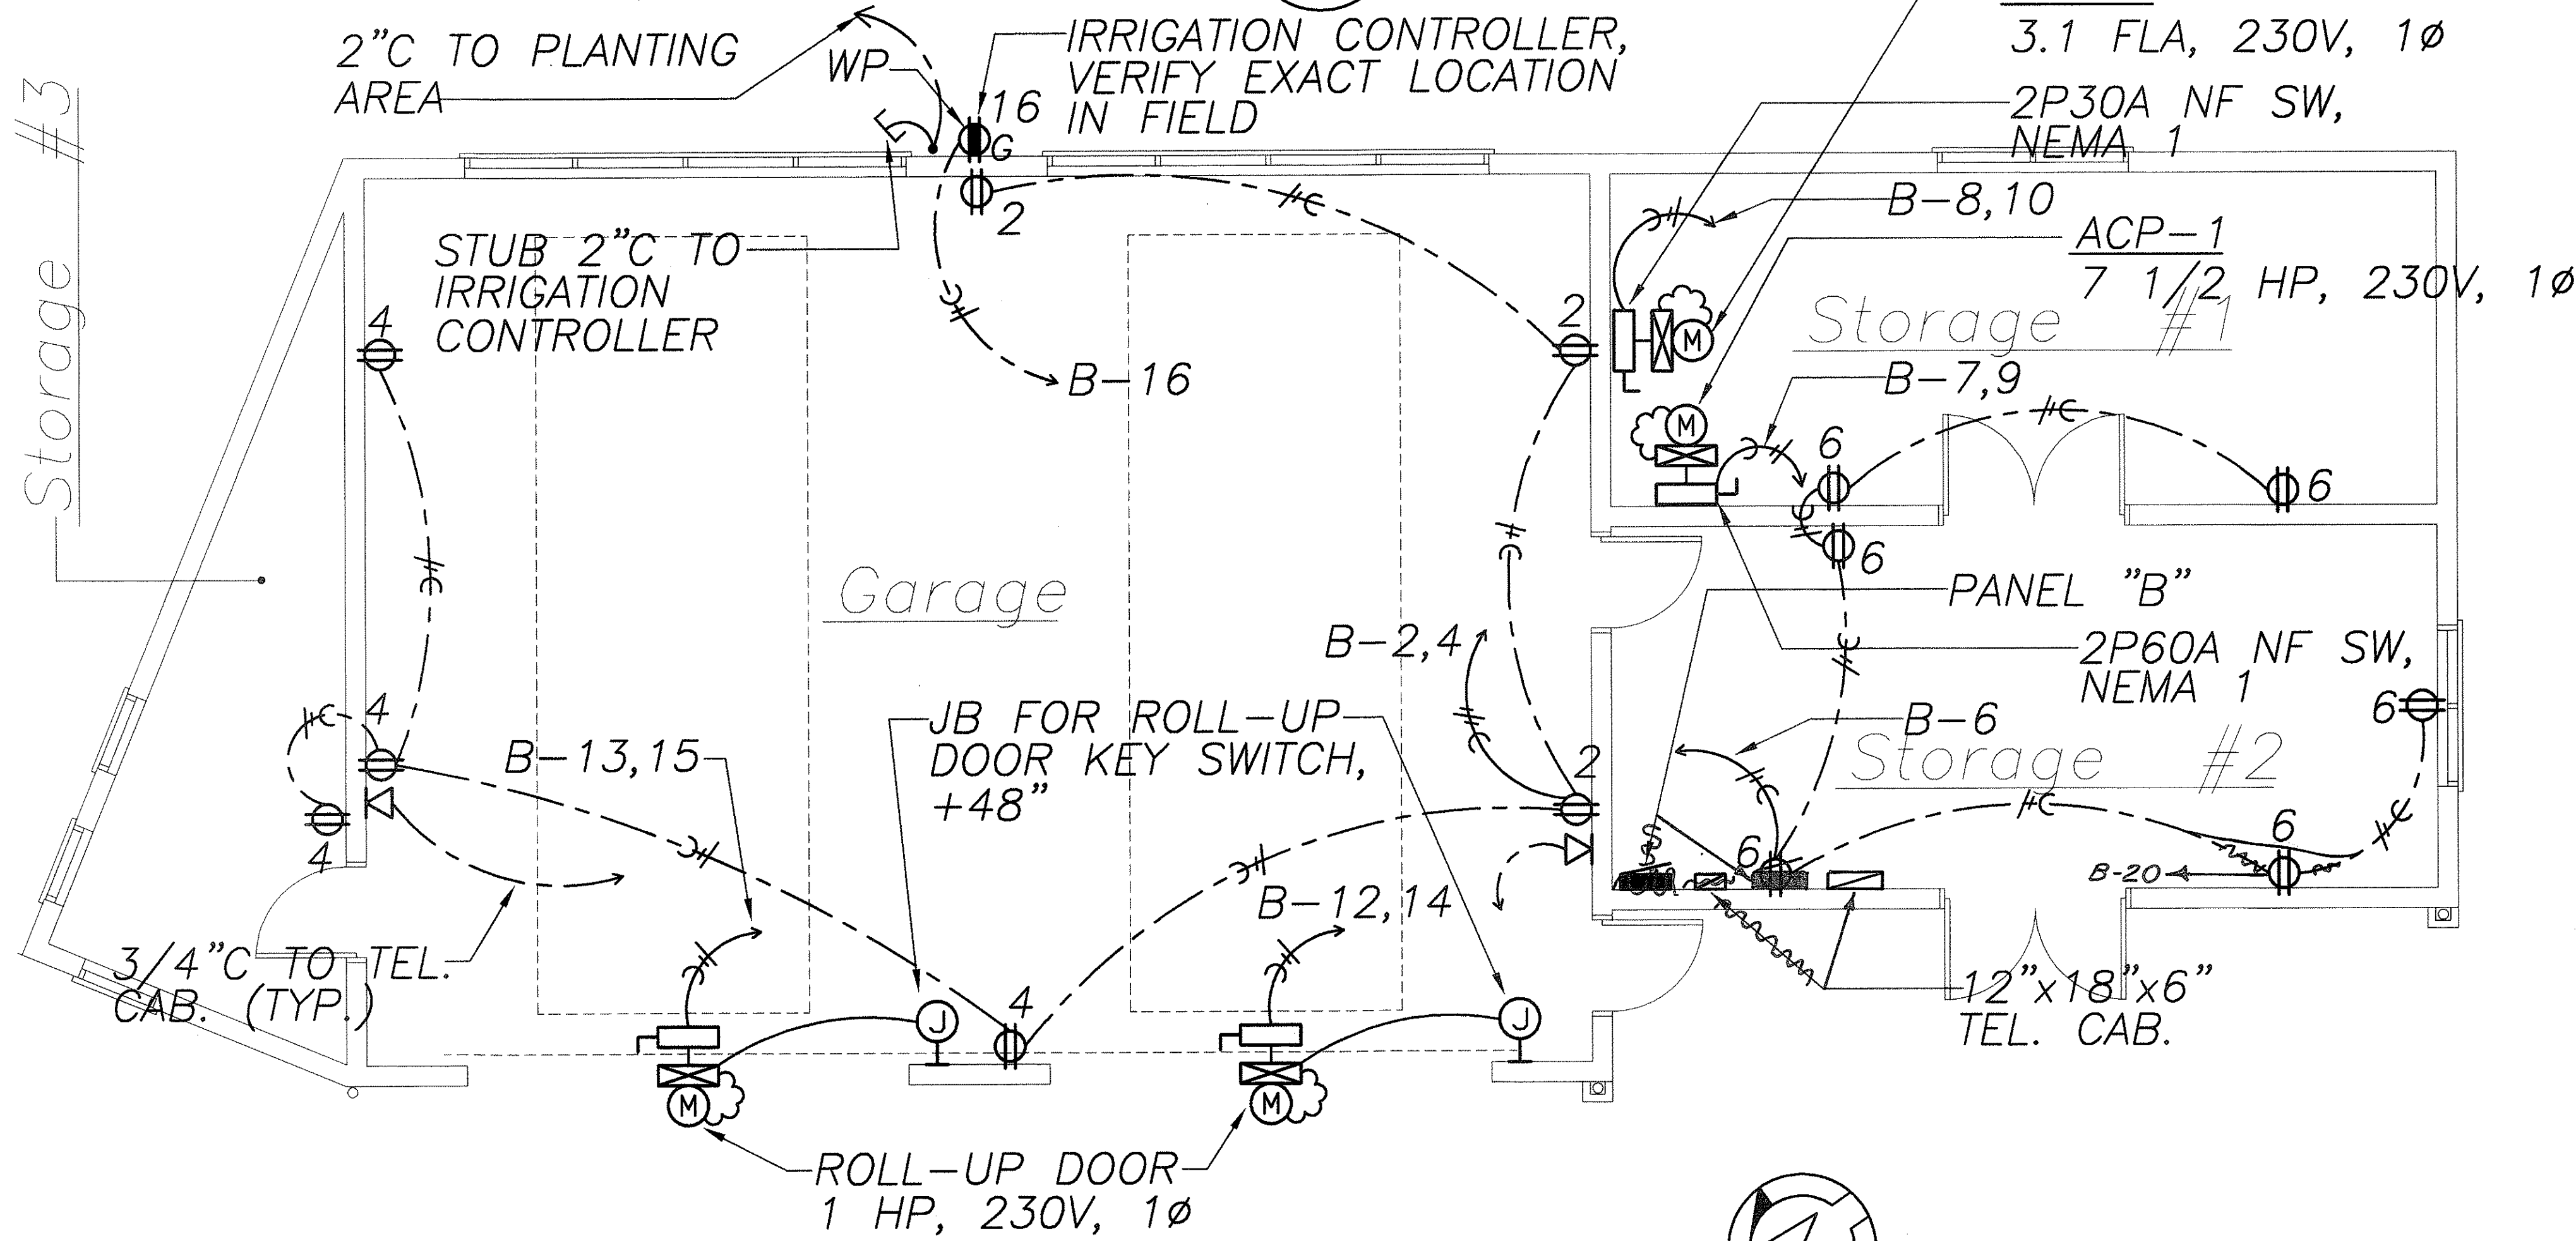 2"C TO PLANTING
AREA
WP
IRRIGATION CONTROLLER,
VERIFY EXACT LOCATION
IN FIELD
16
G
2
3.1 FLA, 230V, 1ø
2P30A NF SW,
NEMA 1
B-8,10
ACP-1
7 1/2 HP, 230V, 1ø
Storage #3
STUB 2"C TO
IRRIGATION
CONTROLLER
4
B-16
2
M
Storage #1
B-7,9
M
6
6
6
Garage
PANEL "B"
B-2,4
2P60A NF SW,
NEMA 1
4
B-13,15
JB FOR ROLL-UP
DOOR KEY SWITCH,
+48"
2
B-6
6
Storage #2
4
6
6
B-20
B-12,14
3/4"C TO TEL.
CAB. (TYP.)
J
4
J
12"x18"x6"
TEL. CAB.
M
M
ROLL-UP DOOR
1 HP, 230V, 1ø